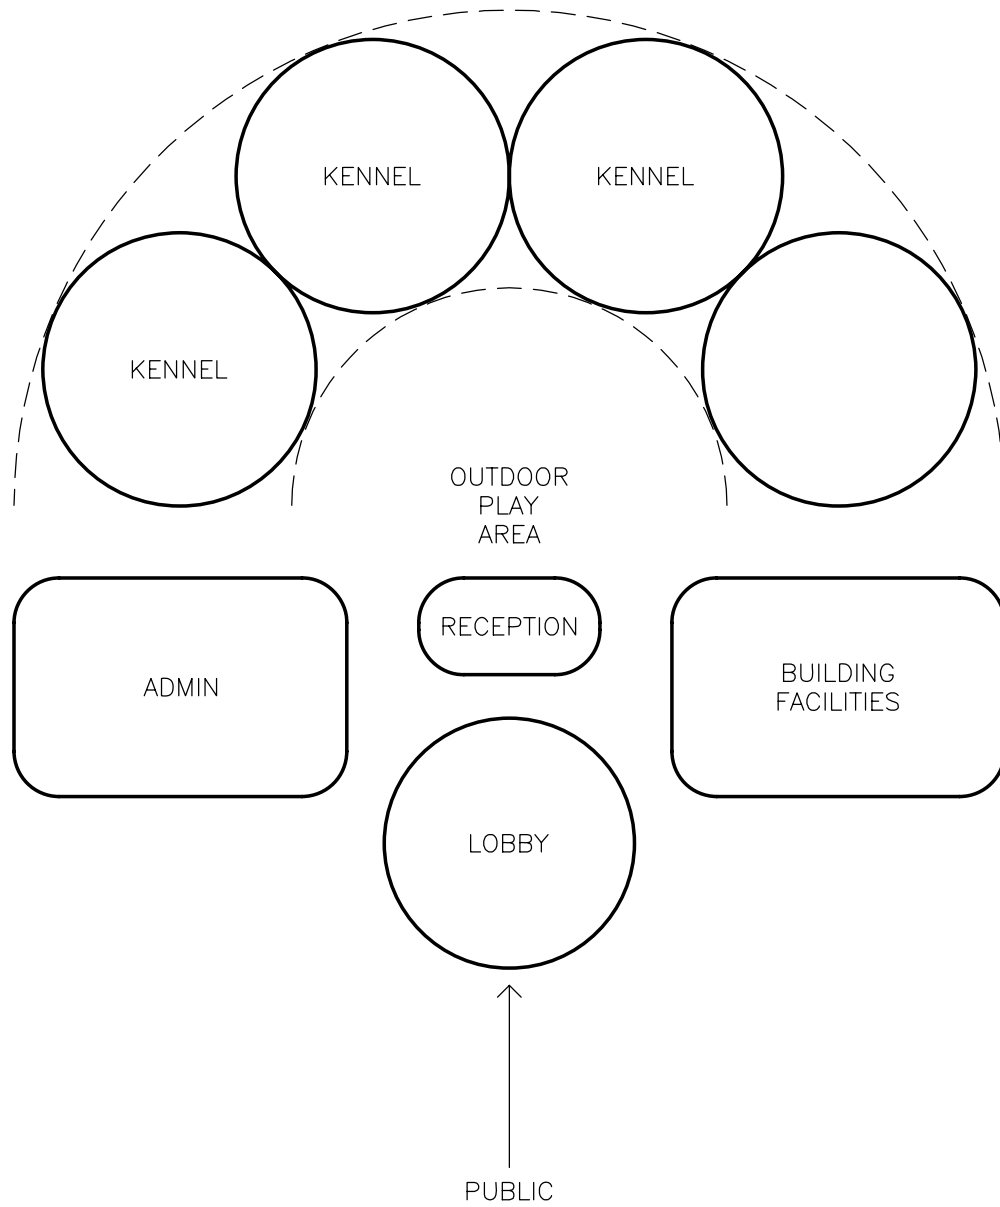 KENNEL
KENNEL
KENNEL
OUTDOOR
PLAY
AREA
RECEPTION
ADMIN
BUILDING
FACILITIES
LOBBY
PUBLIC